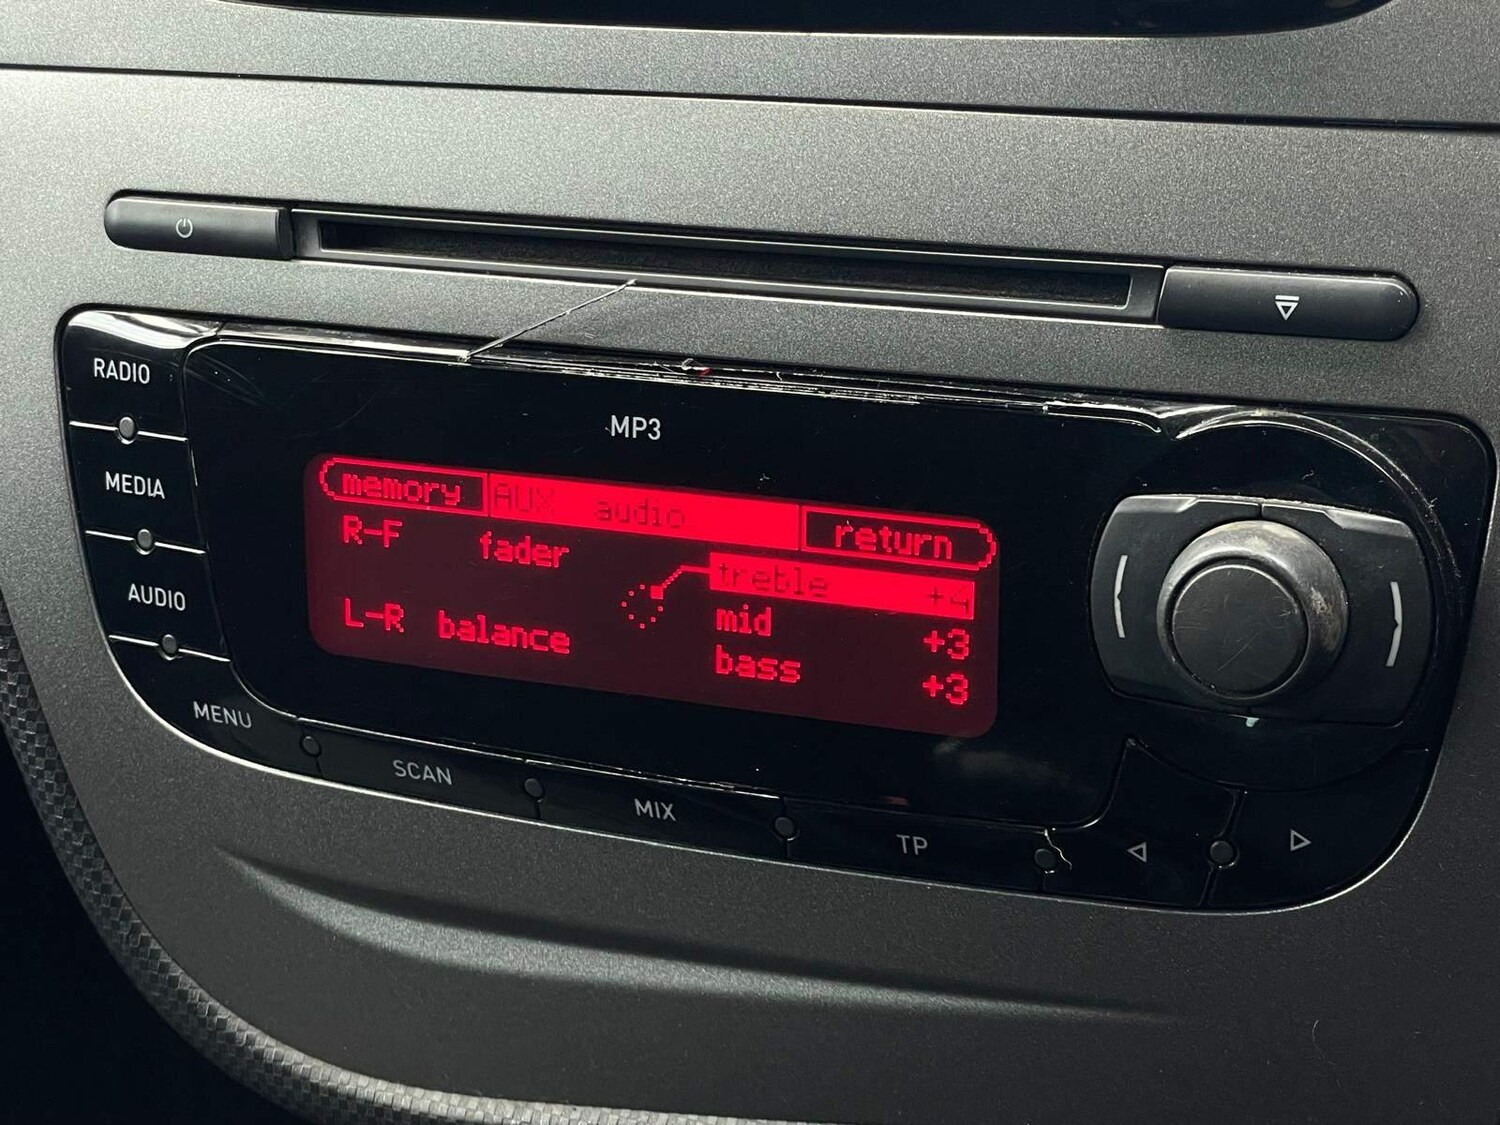 RADIO
MEDIA
AUDIO
MENU
MP3
memory AUX audio return
R-F fader
treble +4
L-R balance
mid +3
bass +3
SCAN
MIX
TP